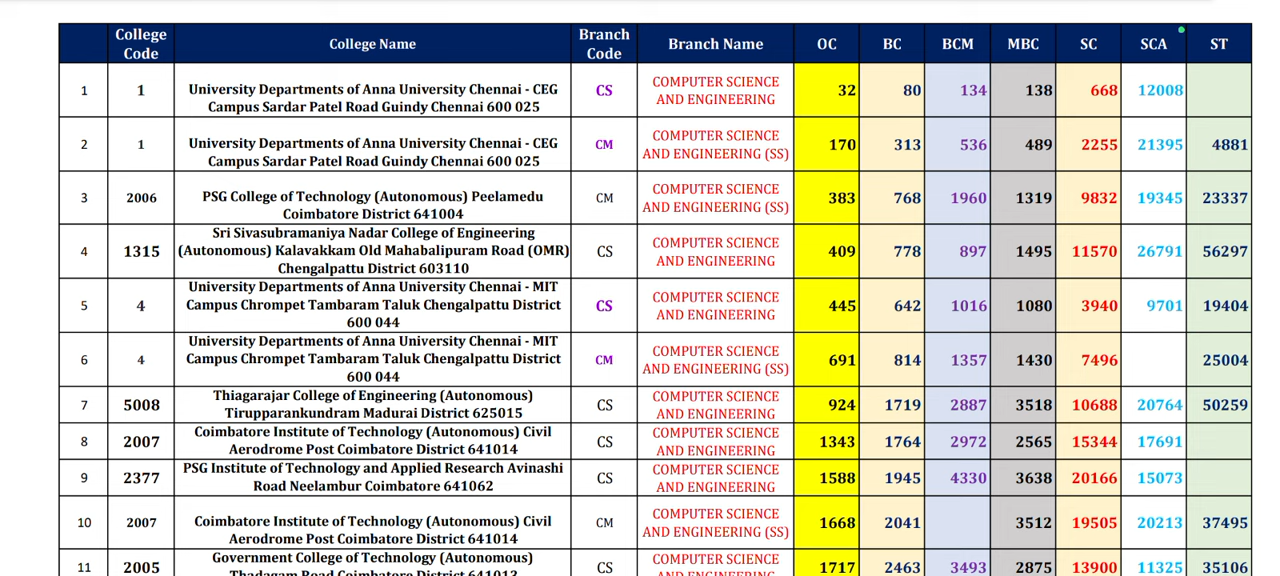 College Code College Name Branch Code Branch Name OC BC BCM MBC SC SCA ST
1 1 University Departments of Anna University Chennai - CEG Campus Sardar Patel Road Guindy Chennai 600 025 CS COMPUTER SCIENCE AND ENGINEERING 32 80 134 138 668 12008
2 1 University Departments of Anna University Chennai - CEG Campus Sardar Patel Road Guindy Chennai 600 025 CM COMPUTER SCIENCE AND ENGINEERING (SS) 170 313 536 489 2255 21395 4881
3 2006 PSG College of Technology (Autonomous) Peelamedu Coimbatore District 641004 CM COMPUTER SCIENCE AND ENGINEERING (SS) 383 768 1960 1319 9832 19345 23337
4 1315 Sri Sivasubramaniya Nadar College of Engineering (Autonomous) Kalavakkam Old Mahabalipuram Road (OMR) Chengalpattu District 603110 CS COMPUTER SCIENCE AND ENGINEERING 409 778 897 1495 11570 26791 56297
5 4 University Departments of Anna University Chennai - MIT Campus Chrompet Tambaram Taluk Chengalpattu District 600 044 CS COMPUTER SCIENCE AND ENGINEERING 445 642 1016 1080 3940 9701 19404
6 4 University Departments of Anna University Chennai - MIT Campus Chrompet Tambaram Taluk Chengalpattu District 600 044 CM COMPUTER SCIENCE AND ENGINEERING (SS) 691 814 1357 1430 7496 25004
7 5008 Thiagarajar College of Engineering (Autonomous) Tirupparankundram Madurai District 625015 CS COMPUTER SCIENCE AND ENGINEERING 924 1719 2887 3518 10688 20764 50259
8 2007 Coimbatore Institute of Technology (Autonomous) Civil Aerodrome Post Coimbatore District 641014 CS COMPUTER SCIENCE AND ENGINEERING 1343 1764 2972 2565 15344 17691
9 2377 PSG Institute of Technology and Applied Research Avinashi Road Neelambur Coimbatore 641062 CS COMPUTER SCIENCE AND ENGINEERING 1588 1945 4330 3638 20166 15073
10 2007 Coimbatore Institute of Technology (Autonomous) Civil Aerodrome Post Coimbatore District 641014 CM COMPUTER SCIENCE AND ENGINEERING (SS) 1668 2041 3512 19505 20213 37495
11 2005 Government College of Technology (Autonomous) Thadagam Road Coimbatore District 641013 CS COMPUTER SCIENCE AND ENGINEERING 1717 2463 3493 2875 13900 11325 35106